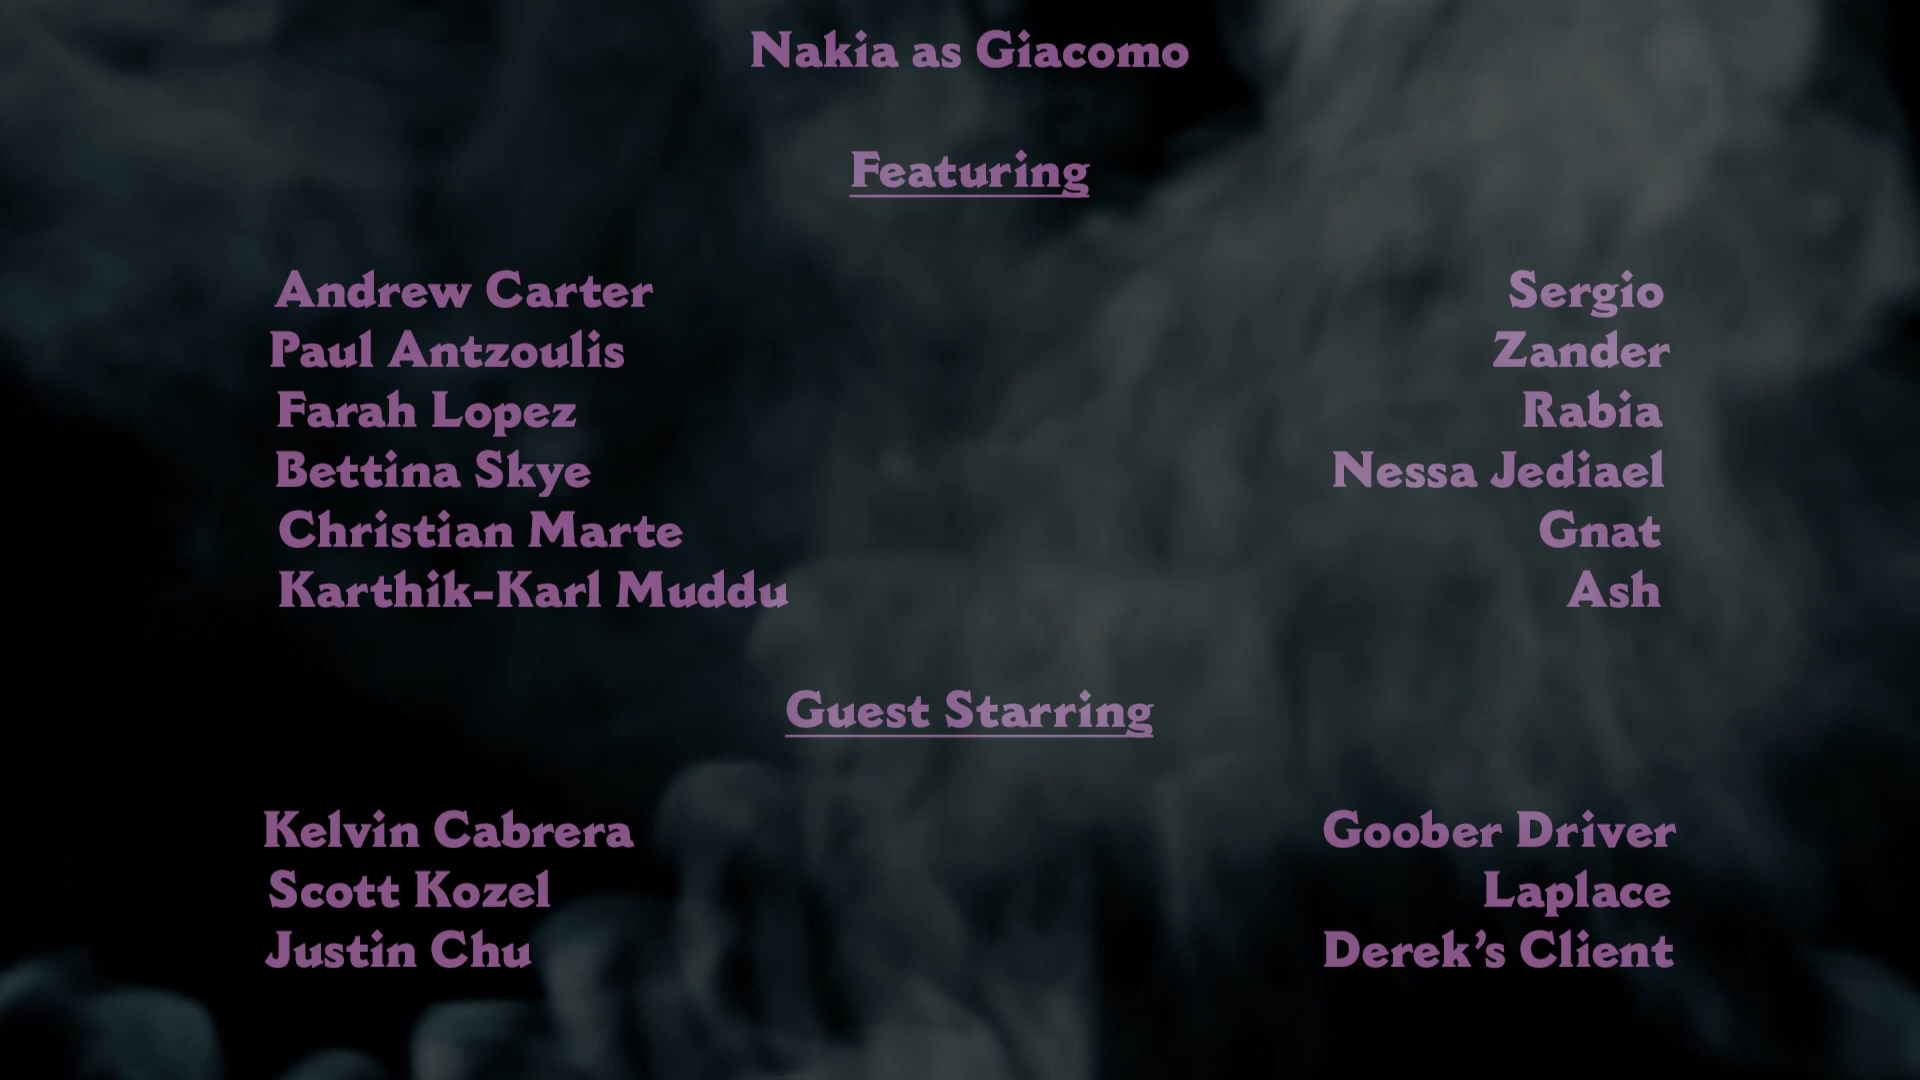 Nakia as Giacomo
Featuring
Andrew Carter Sergio
Paul Antzoulis Zander
Farah Lopez Rabia
Bettina Skye Nessa Jediael
Christian Marte Gnat
Karthik-Karl Muddu Ash
Guest Starring
Kelvin Cabrera Goober Driver
Scott Kozel Laplace
Justin Chu Derek’s Client